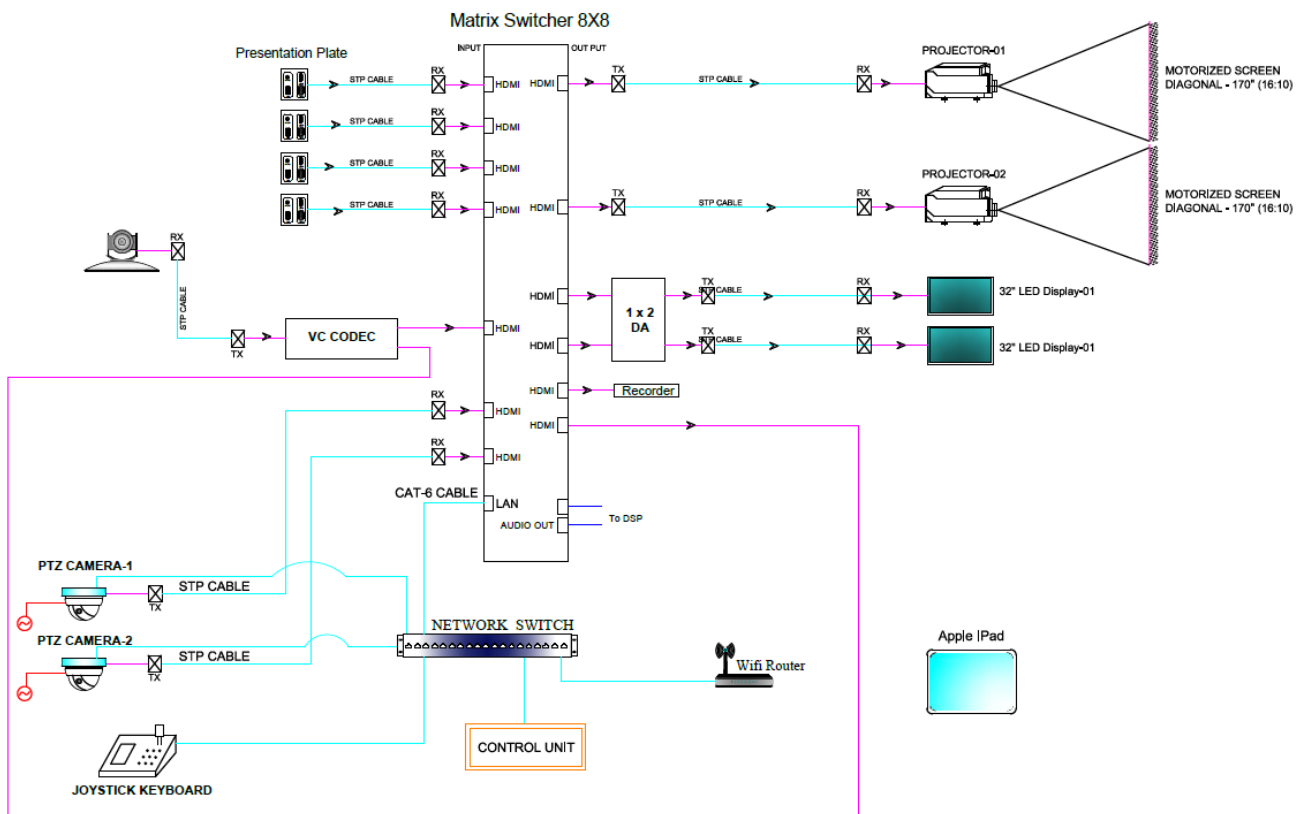 Matrix Switcher 8X8
INPUT
OUT PUT
Presentation Plate
STP CABLE
RX
HDMI
HDMI
TX
STP CABLE
RX
PROJECTOR-01
MOTORIZED SCREEN
DIAGONAL - 170" (16:10)
STP CABLE
RX
HDMI
STP CABLE
RX
HDMI
STP CABLE
RX
HDMI
HDMI
TX
STP CABLE
RX
PROJECTOR-02
MOTORIZED SCREEN
DIAGONAL - 170" (16:10)
RX
STP CABLE
TX
VC CODEC
HDMI
HDMI
HDMI
1 x 2
DA
TX
STP CABLE
RX
32" LED Display-01
TX
STP CABLE
RX
32" LED Display-01
HDMI
Recorder
RX
HDMI
HDMI
RX
HDMI
CAT-6 CABLE
LAN
AUDIO OUT
To DSP
PTZ CAMERA-1
TX
STP CABLE
PTZ CAMERA-2
TX
STP CABLE
NETWORK SWITCH
Wifi Router
Apple IPad
CONTROL UNIT
JOYSTICK KEYBOARD